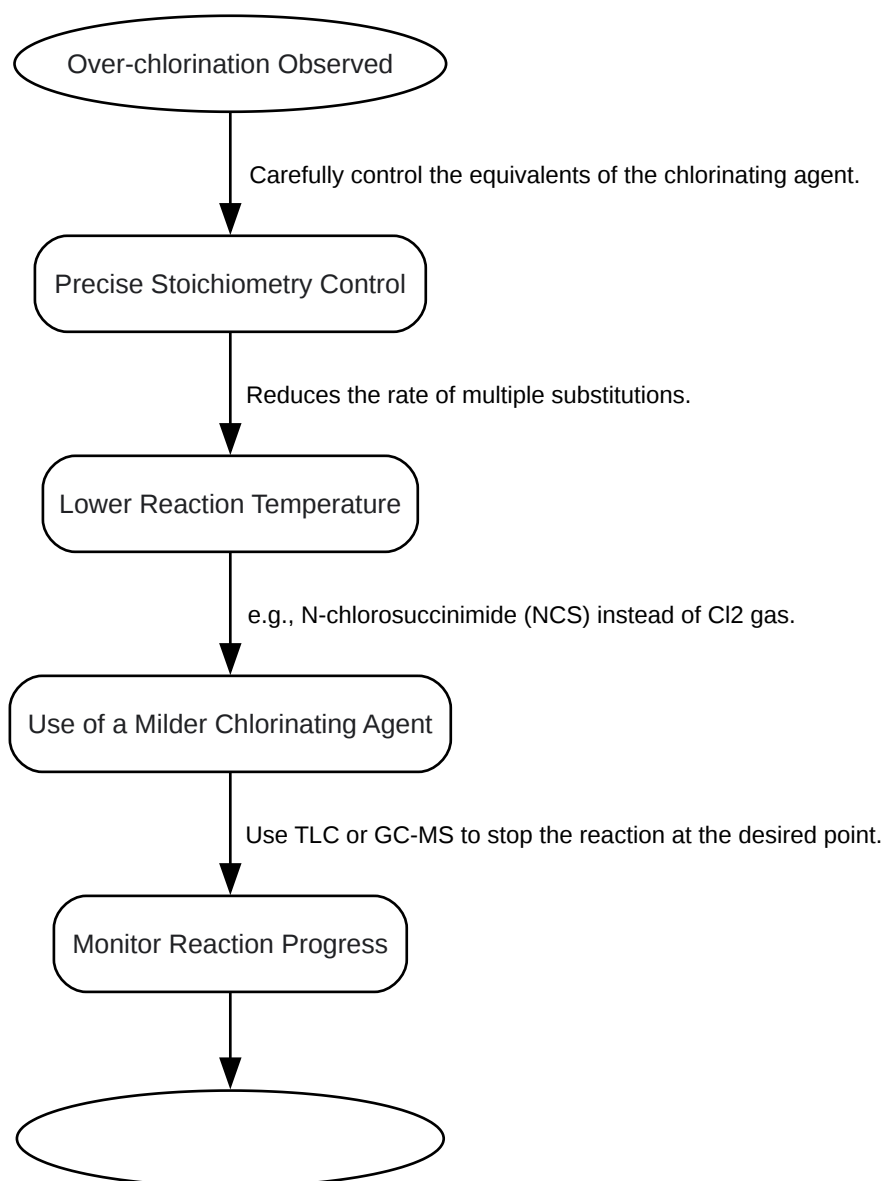 Over-chlorination Observed
Carefully control the equivalents of the chlorinating agent.
Precise Stoichiometry Control
Reduces the rate of multiple substitutions.
Lower Reaction Temperature
e.g., N-chlorosuccinimide (NCS) instead of Cl2 gas.
Use of a Milder Chlorinating Agent
Use TLC or GC-MS to stop the reaction at the desired point.
Monitor Reaction Progress